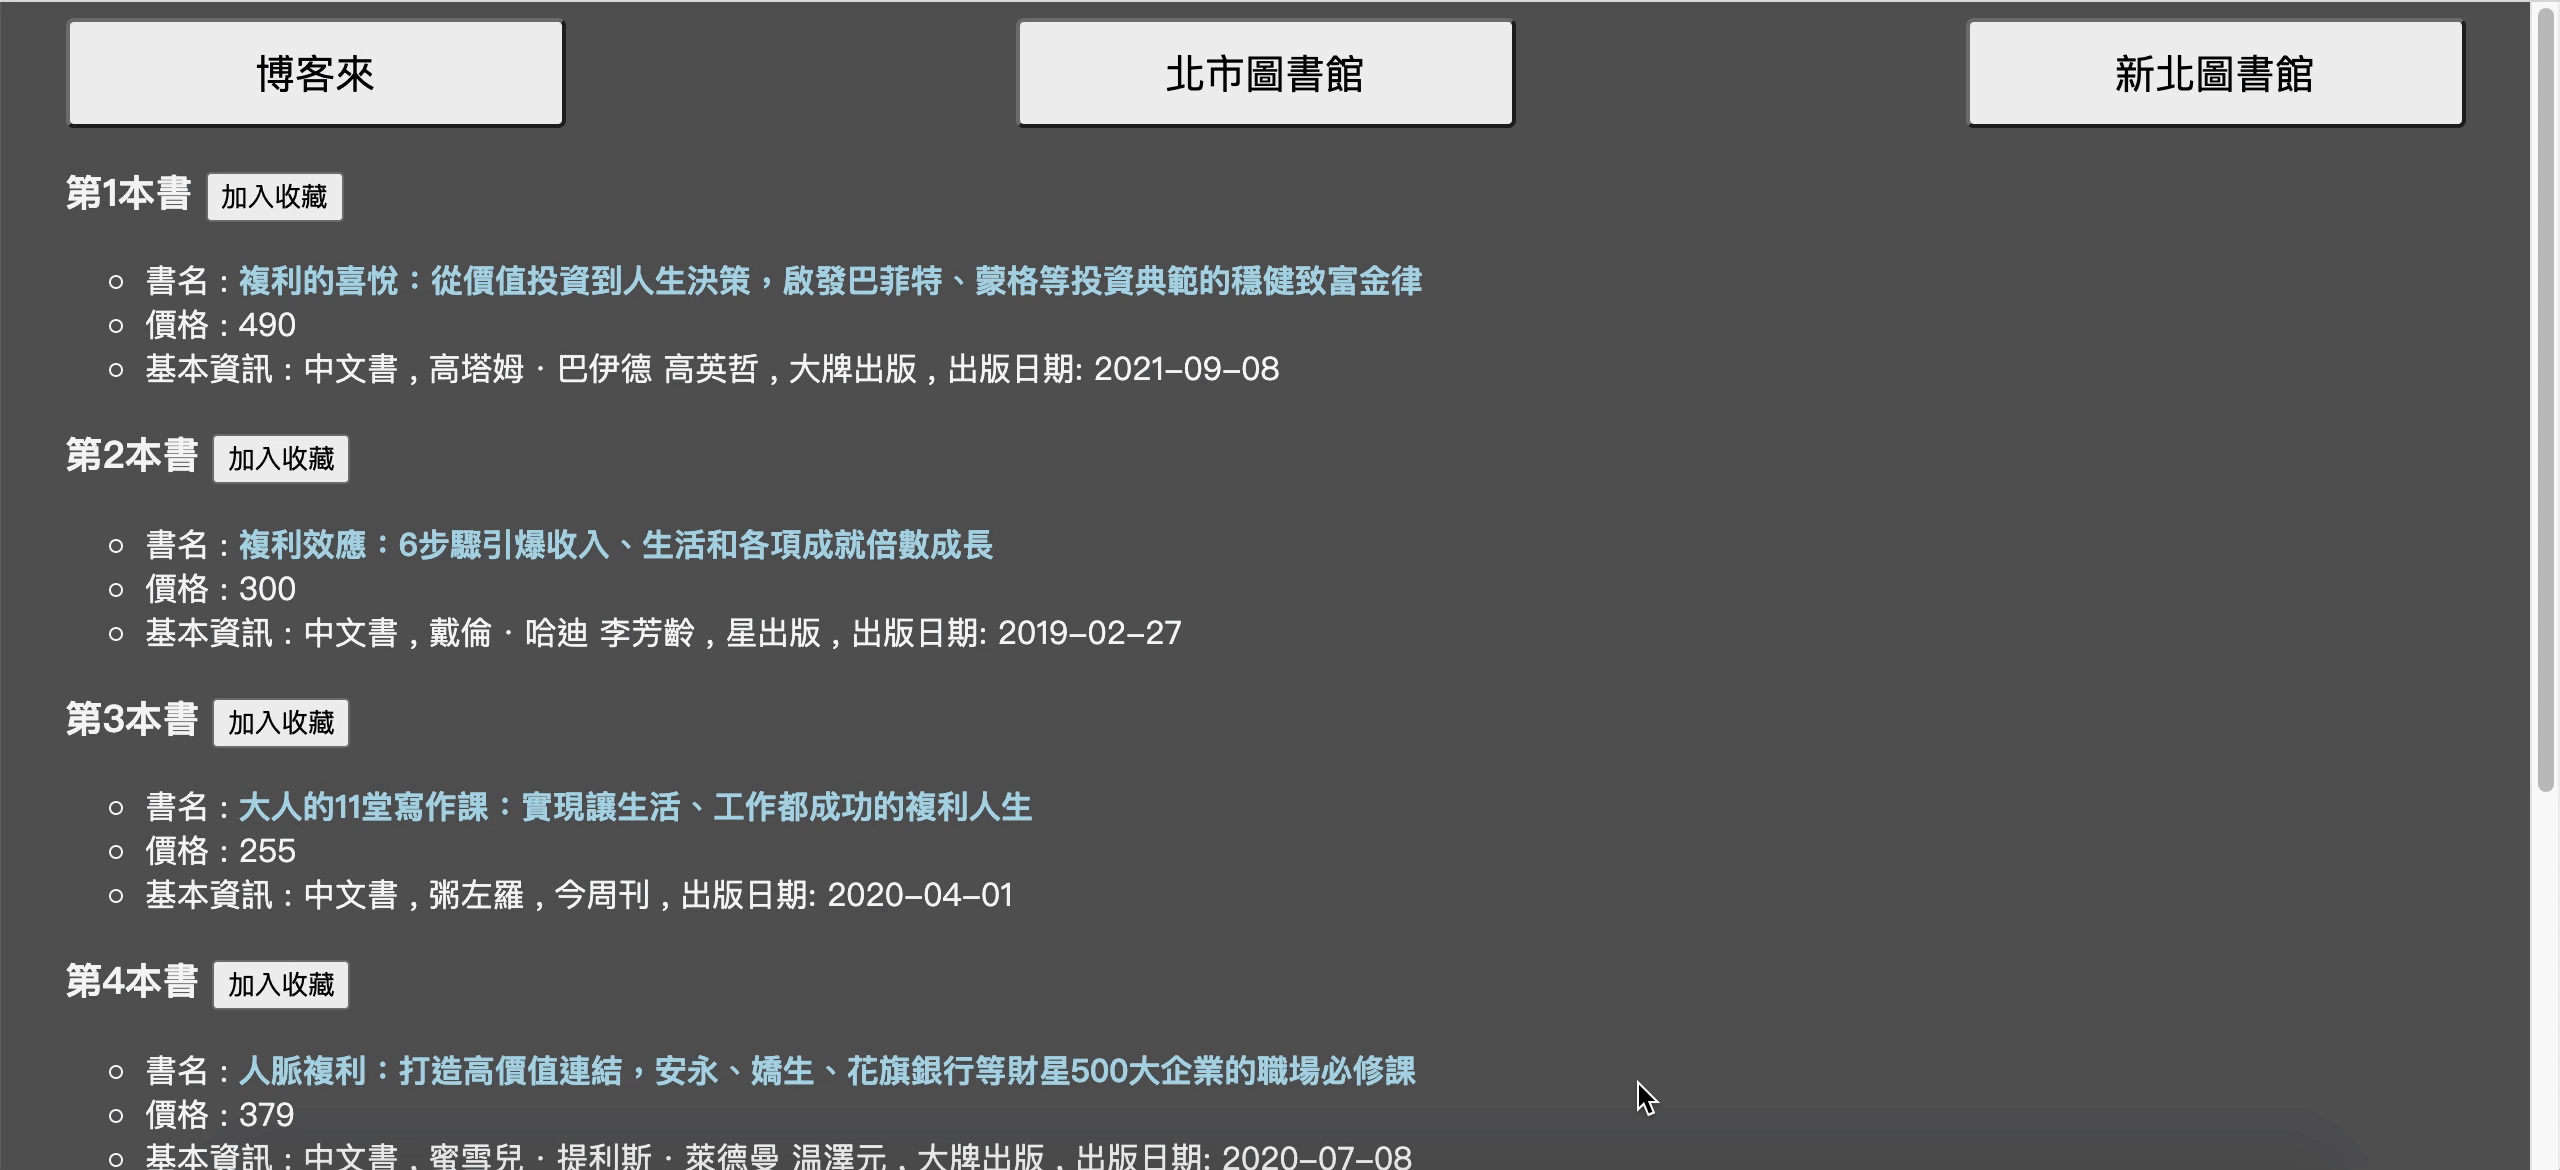 博客來
北市圖書館
新北圖書館
第1本書 加入收藏
書名 : 複利的喜悅：從價值投資到人生決策，啟發巴菲特、蒙格等投資典範的穩健致富金律
價格 : 490
基本資訊 : 中文書 , 高塔姆．巴伊德 高英哲 , 大牌出版 , 出版日期: 2021-09-08
第2本書 加入收藏
書名 : 複利效應：6步驟引爆收入、生活和各項成就倍數成長
價格 : 300
基本資訊 : 中文書 , 戴倫．哈迪 李芳齡 , 星出版 , 出版日期: 2019-02-27
第3本書 加入收藏
書名 : 大人的11堂寫作課：實現讓生活、工作都成功的複利人生
價格 : 255
基本資訊 : 中文書 , 粥左羅 , 今周刊 , 出版日期: 2020-04-01
第4本書 加入收藏
書名 : 人脈複利：打造高價值連結，安永、嬌生、花旗銀行等財星500大企業的職場必修課
價格 : 379
基本資訊 : 中文書 , 蜜雪兒．提利斯．萊德曼 温澤元 , 大牌出版 , 出版日期: 2020-07-08